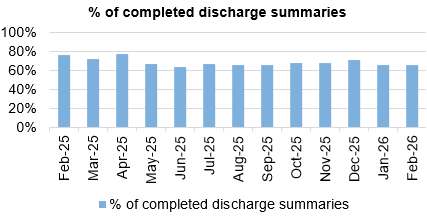 % of completed discharge summaries
100%
80%
60%
40%
20%
0%
Feb-25
Mar-25
Apr-25
May-25
Jun-25
Jul-25
Aug-25
Sep-25
Oct-25
Nov-25
Dec-25
Jan-26
Feb-26
% of completed discharge summaries